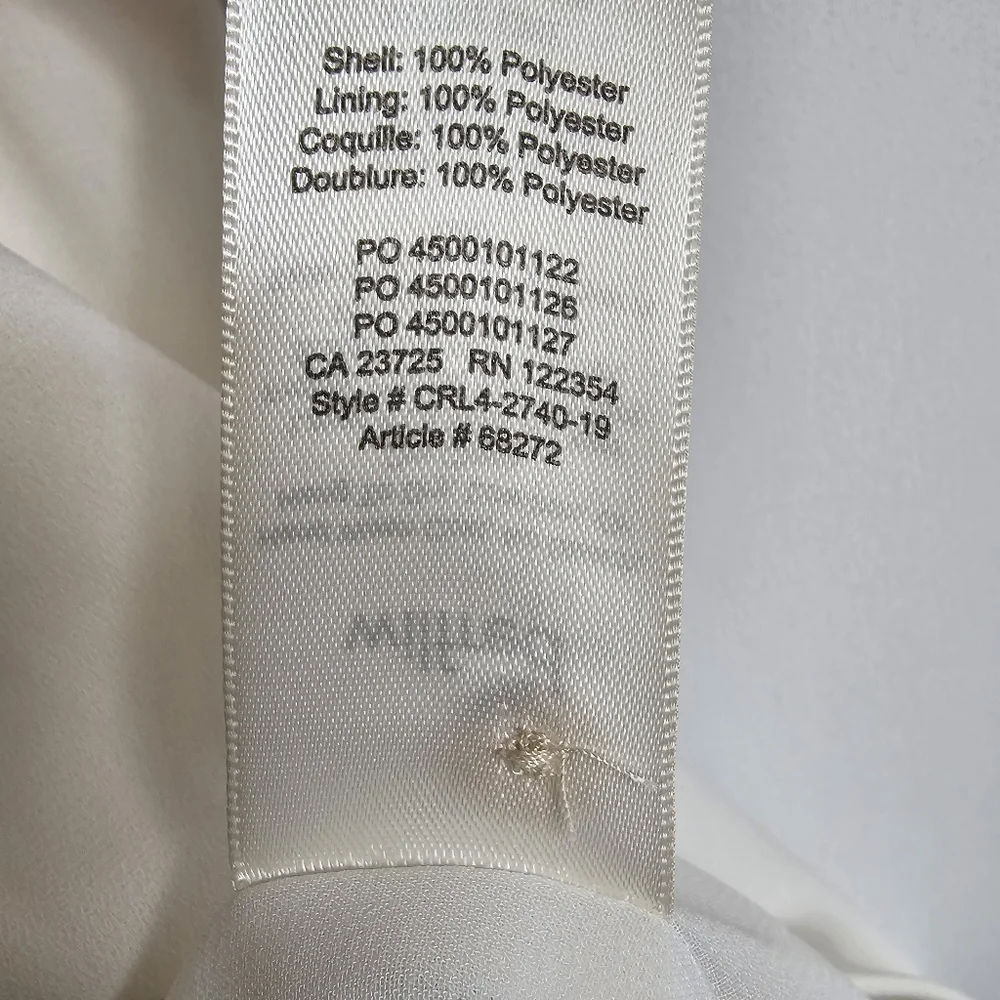 Shell: 100% Polyester
Lining: 100% Polyester
Coquille: 100% Polyester
Doublure: 100% Polyester
PO 4500101122
PO 4500101126
PO 4500101127
CA 23725 RN 122354
Style # CRL4-2740-19
Article # 68272